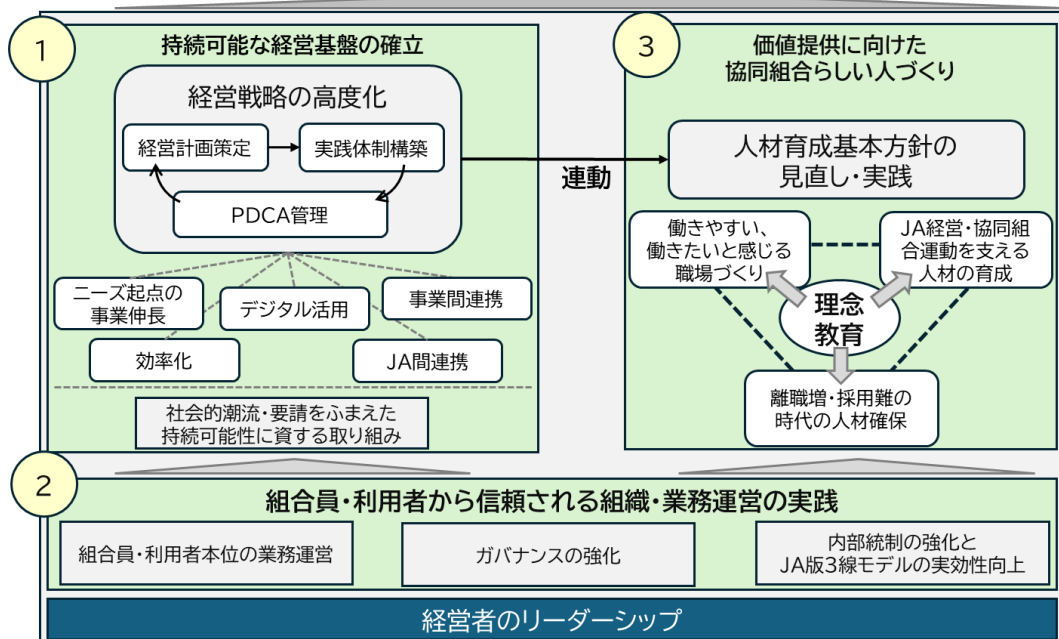 1
持続可能な経営基盤の確立
経営戦略の高度化
経営計画策定
実践体制構築
PDCA管理
ニーズ起点の
事業伸長
デジタル活用
事業間連携
効率化
JA間連携
社会的潮流・要請をふまえた
持続可能性に資する取り組み
連動
3
価値提供に向けた
協同組合らしい人づくり
人材育成基本方針の
見直し・実践
働きやすい、
働きたいと感じる
職場づくり
JA経営・協同組
合運動を支える
人材の育成
理念
教育
離職増・採用難の
時代の人材確保
2
組合員・利用者から信頼される組織・業務運営の実践
組合員・利用者本位の業務運営
ガバナンスの強化
内部統制の強化と
JA版3線モデルの実効性向上
経営者のリーダーシップ